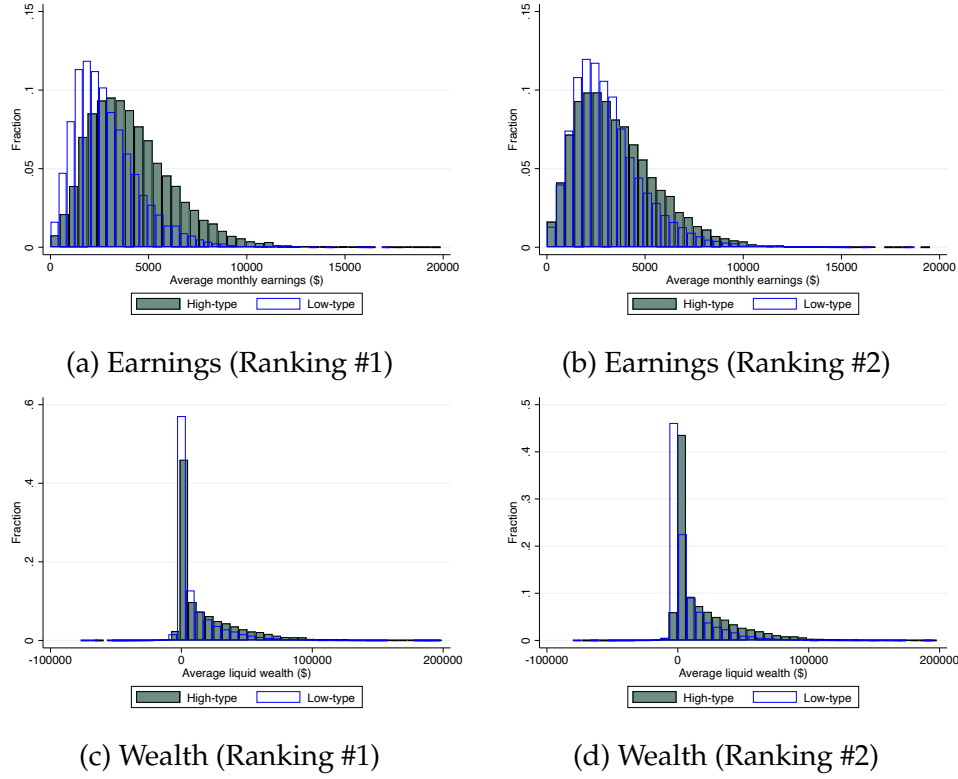 .15
.1
.05
0
Fraction
0 5000 10000 15000 20000
Average monthly earnings ($)
High-type Low-type
(a) Earnings (Ranking #1)
.15
.1
.05
0
Fraction
0 5000 10000 15000 20000
Average monthly earnings ($)
High-type Low-type
(b) Earnings (Ranking #2)
.6
.4
.2
0
Fraction
-100000 0 100000 200000
Average liquid wealth ($)
High-type Low-type
(c) Wealth (Ranking #1)
.5
.4
.3
.2
.1
0
Fraction
-100000 0 100000 200000
Average liquid wealth ($)
High-type Low-type
(d) Wealth (Ranking #2)